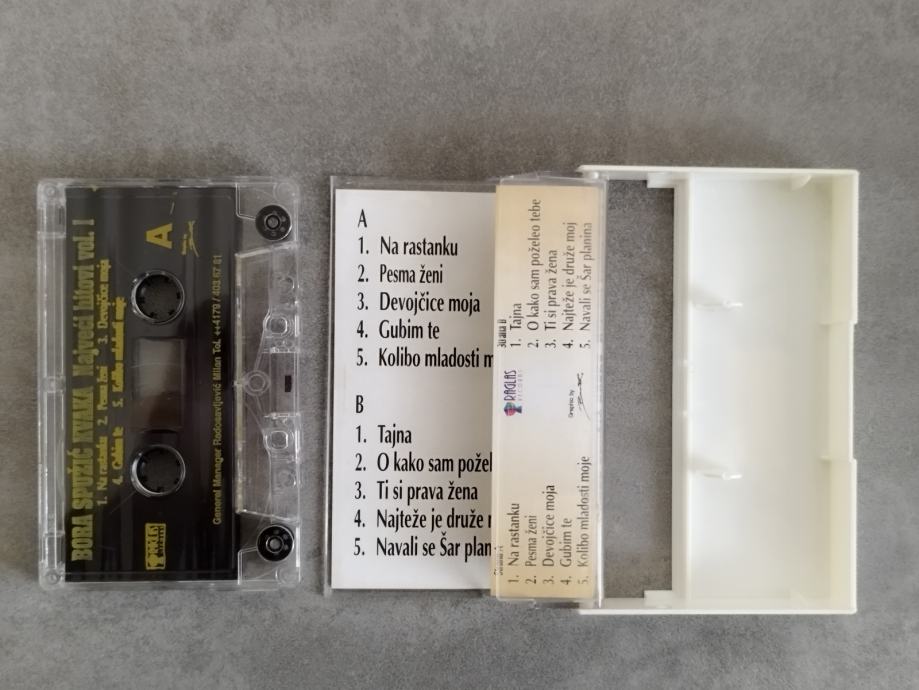 BORA SPUŽIĆ KVAKA Najveći hitovi vol. 1
1. Na rastanku 2. Pesma ženi 3. Devojčice moja
4. Gubim te 5. Kolibo mladosti moje
A
General Manager Radosavljević Milan Tel. ++4179 / 403 67 61
A
1. Na rastanku
2. Pesma ženi
3. Devojčice moja
4. Gubim te
5. Kolibo mladosti m
B
1. Tajna
2. O kako sam požel
3. Ti si prava žena
4. Najteže je druže
5. Navali se Šar plan
1. Na rastanku
2. Pesma ženi
3. Devojčice moja
4. Gubim te
5. Kolibo mladosti moje
RAGLAS
RECORDS
Graphic by
1. Tajna
2. O kako sam poželeo tebe
3. Ti si prava žena
4. Najteže je druže moj
5. Navali se Šar planina